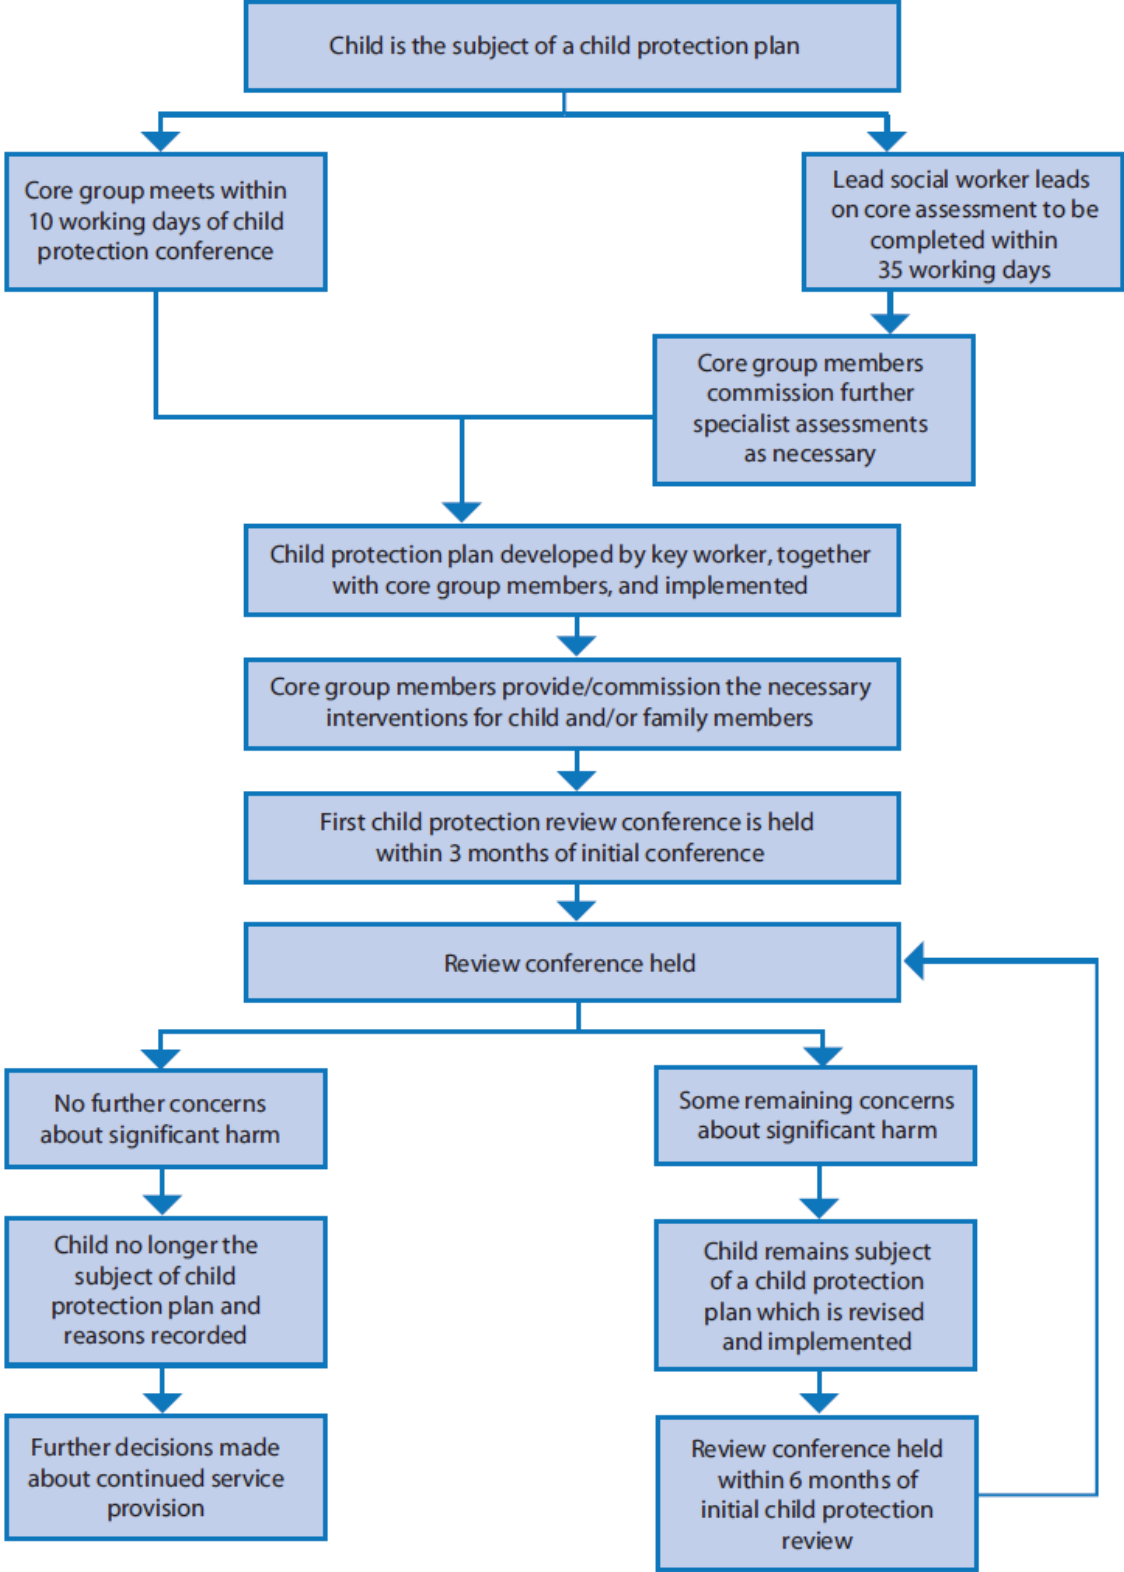 Child is the subject of a child protection plan
Core group meets within
10 working days of child
protection conference
Lead social worker leads
on core assessment to be
completed within
35 working days
Core group members
commission further
specialist assessments
as necessary
Child protection plan developed by key worker, together
with core group members, and implemented
Core group members provide/commission the necessary
interventions for child and/or family members
First child protection review conference is held
within 3 months of initial conference
Review conference held
No further concerns
about significant harm
Some remaining concerns
about significant harm
Child no longer the
subject of child
protection plan and
reasons recorded
Child remains subject
of a child protection
plan which is revised
and implemented
Further decisions made
about continued service
provision
Review conference held
within 6 months of
initial child protection
review